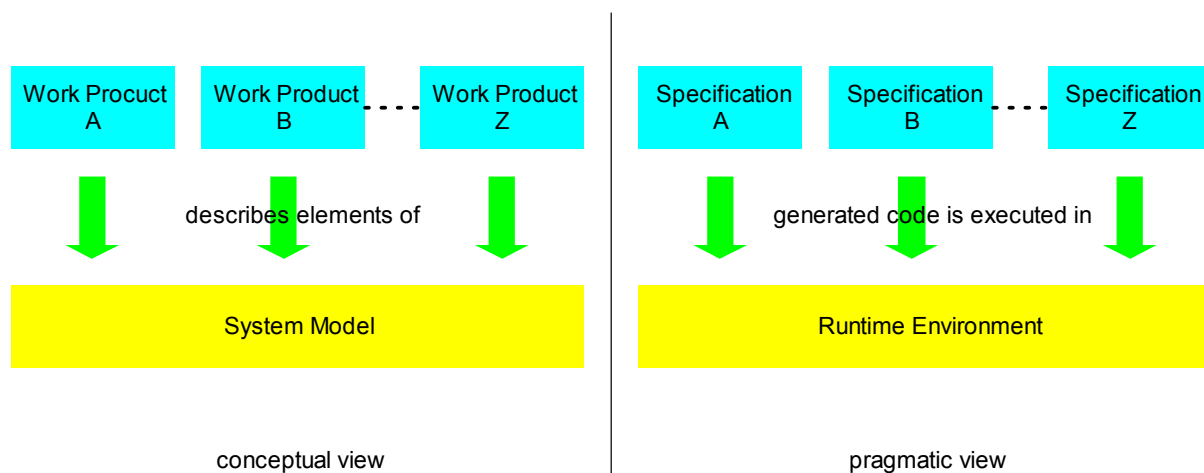 Work Procuct
A
Work Product
B
Work Product
Z
describes elements of
System Model
conceptual view
Specification
A
Specification
B
Specification
Z
generated code is executed in
Runtime Environment
pragmatic view